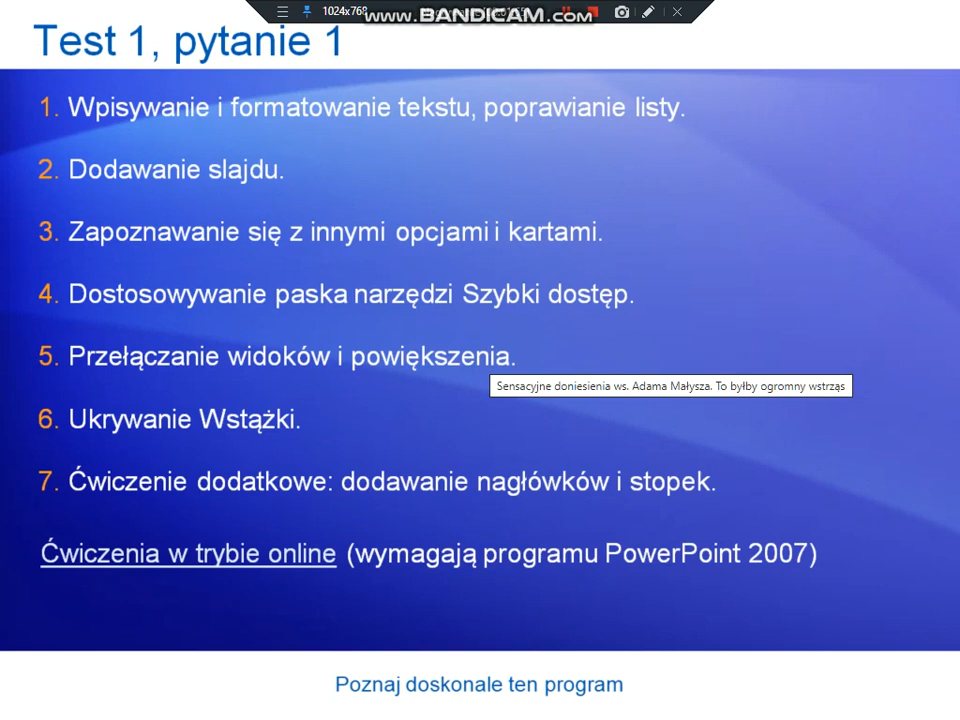 1024x768
www.BANDICAM.com
Test 1, pytanie 1
1. Wpisywanie i formatowanie tekstu, poprawianie listy.
2. Dodawanie slajdu.
3. Zapoznawanie się z innymi opcjami i kartami.
4. Dostosowywanie paska narzędzi Szybki dostęp.
5. Przełączanie widoków i powiększenia.
Sensacyjne doniesienia ws. Adama Małysza. To byłby ogromny wstrząs
6. Ukrywanie Wstążki.
7. Ćwiczenie dodatkowe: dodawanie nagłówków i stopek.
Ćwiczenia w trybie online (wymagają programu PowerPoint 2007)
Poznaj doskonale ten program